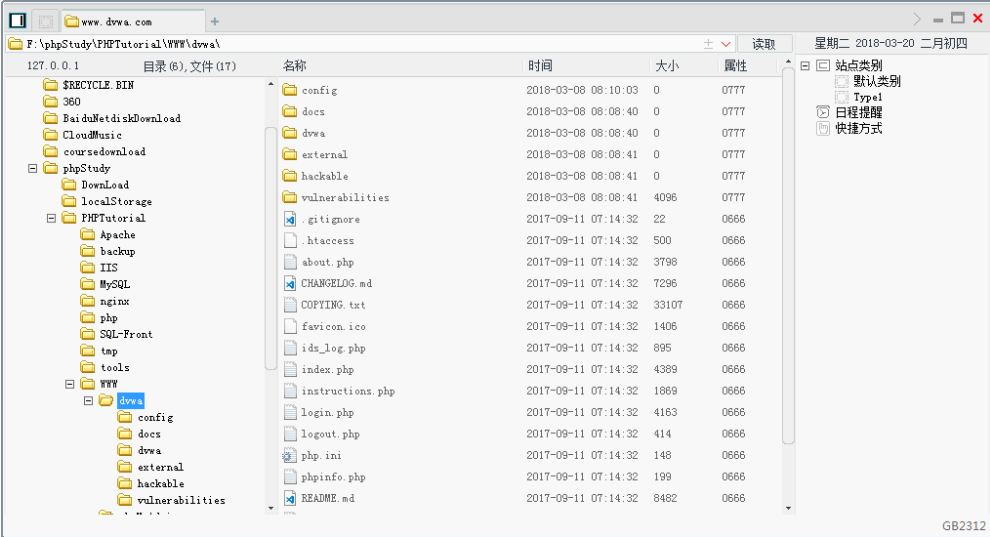 www.dvwa.com
F:\phpStudy\PHPTutorial\WWW\dvwa\
读取
星期二 2018-03-20 二月初四
127.0.0.1 目录(6),文件(17)
$RECYCLE.BIN
360
BaiduNetdiskDownload
CloudMusic
coursedownload
phpStudy
DownLoad
localStorage
PHPTutorial
Apache
backup
IIS
MySQL
nginx
php
SQL-Front
tmp
tools
WWW
dvwa
config
docs
dvwa
external
hackable
vulnerabilities
名称 时间 大小 属性
config 2018-03-08 08:10:03 0 0777
docs 2018-03-08 08:08:40 0 0777
dvwa 2018-03-08 08:08:40 0 0777
external 2018-03-08 08:08:41 0 0777
hackable 2018-03-08 08:08:41 0 0777
vulnerabilities 2018-03-08 08:08:41 4096 0777
.gitignore 2017-09-11 07:14:32 22 0666
.htaccess 2017-09-11 07:14:32 500 0666
about.php 2017-09-11 07:14:32 3798 0666
CHANGELOG.md 2017-09-11 07:14:32 7296 0666
COPYING.txt 2017-09-11 07:14:32 33107 0666
favicon.ico 2017-09-11 07:14:32 1406 0666
ids_log.php 2017-09-11 07:14:32 895 0666
index.php 2017-09-11 07:14:32 4389 0666
instructions.php 2017-09-11 07:14:32 1869 0666
login.php 2017-09-11 07:14:32 4163 0666
logout.php 2017-09-11 07:14:32 414 0666
php.ini 2017-09-11 07:14:32 148 0666
phpinfo.php 2017-09-11 07:14:32 199 0666
README.md 2017-09-11 07:14:32 8482 0666
站点类别
默认类别
Type1
日程提醒
快捷方式
GB2312